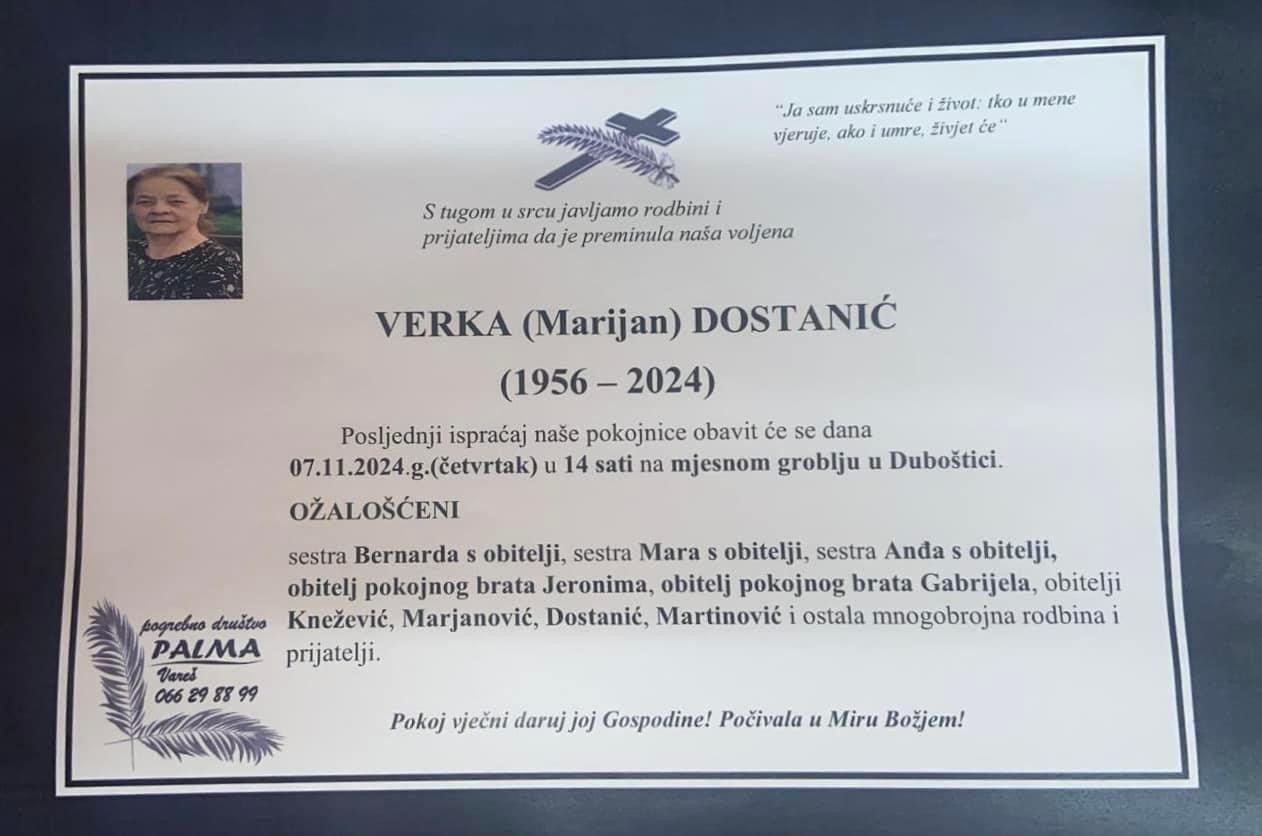 “Ja sam uskrsnuće i život: tko u mene
vjeruje, ako i umre, živjet će“
S tugom u srcu javljamo rodbini i
prijateljima da je preminula naša voljena
VERKA (Marijan) DOSTANIĆ
(1956 – 2024)
Posljednji ispraćaj naše pokojnice obavit će se dana
07.11.2024.g.(četvrtak) u 14 sati na mjesnom groblju u Duboštici.
OŽALOŠĆENI
sestra Bernarda s obitelji, sestra Mara s obitelji, sestra Anđa s obitelji,
obitelj pokojnog brata Jeronima, obitelj pokojnog brata Gabrijela, obitelji
Knežević, Marjanović, Dostanić, Martinović i ostala mnogobrojna rodbina i
prijatelji.
pogrebno društvo
PALMA
Vareš
066 29 88 99
Pokoj vječni daruj joj Gospodine! Počivala u Miru Božjem!